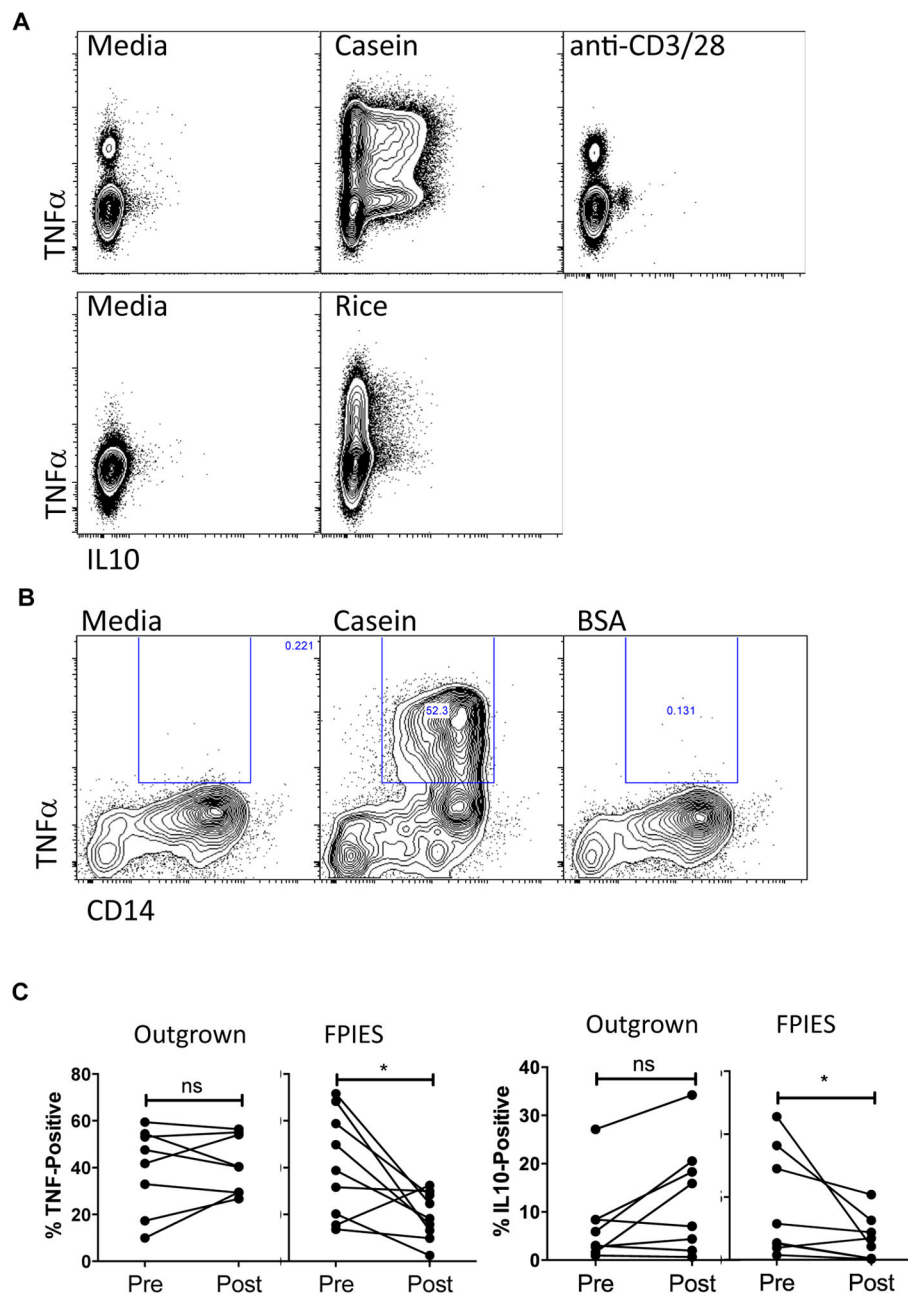 A
Media
Casein
anti-CD3/28
TNFα
Media
Rice
TNFα
IL10
B
Media
Casein
BSA
0.221
52.3
0.131
TNFα
CD14
C
Outgrown
FPIES
Outgrown
FPIES
% TNF-Positive
80
60
40
20
0
ns
*
Pre
Post
Pre
Post
% IL10-Positive
40
30
20
10
0
ns
*
Pre
Post
Pre
Post